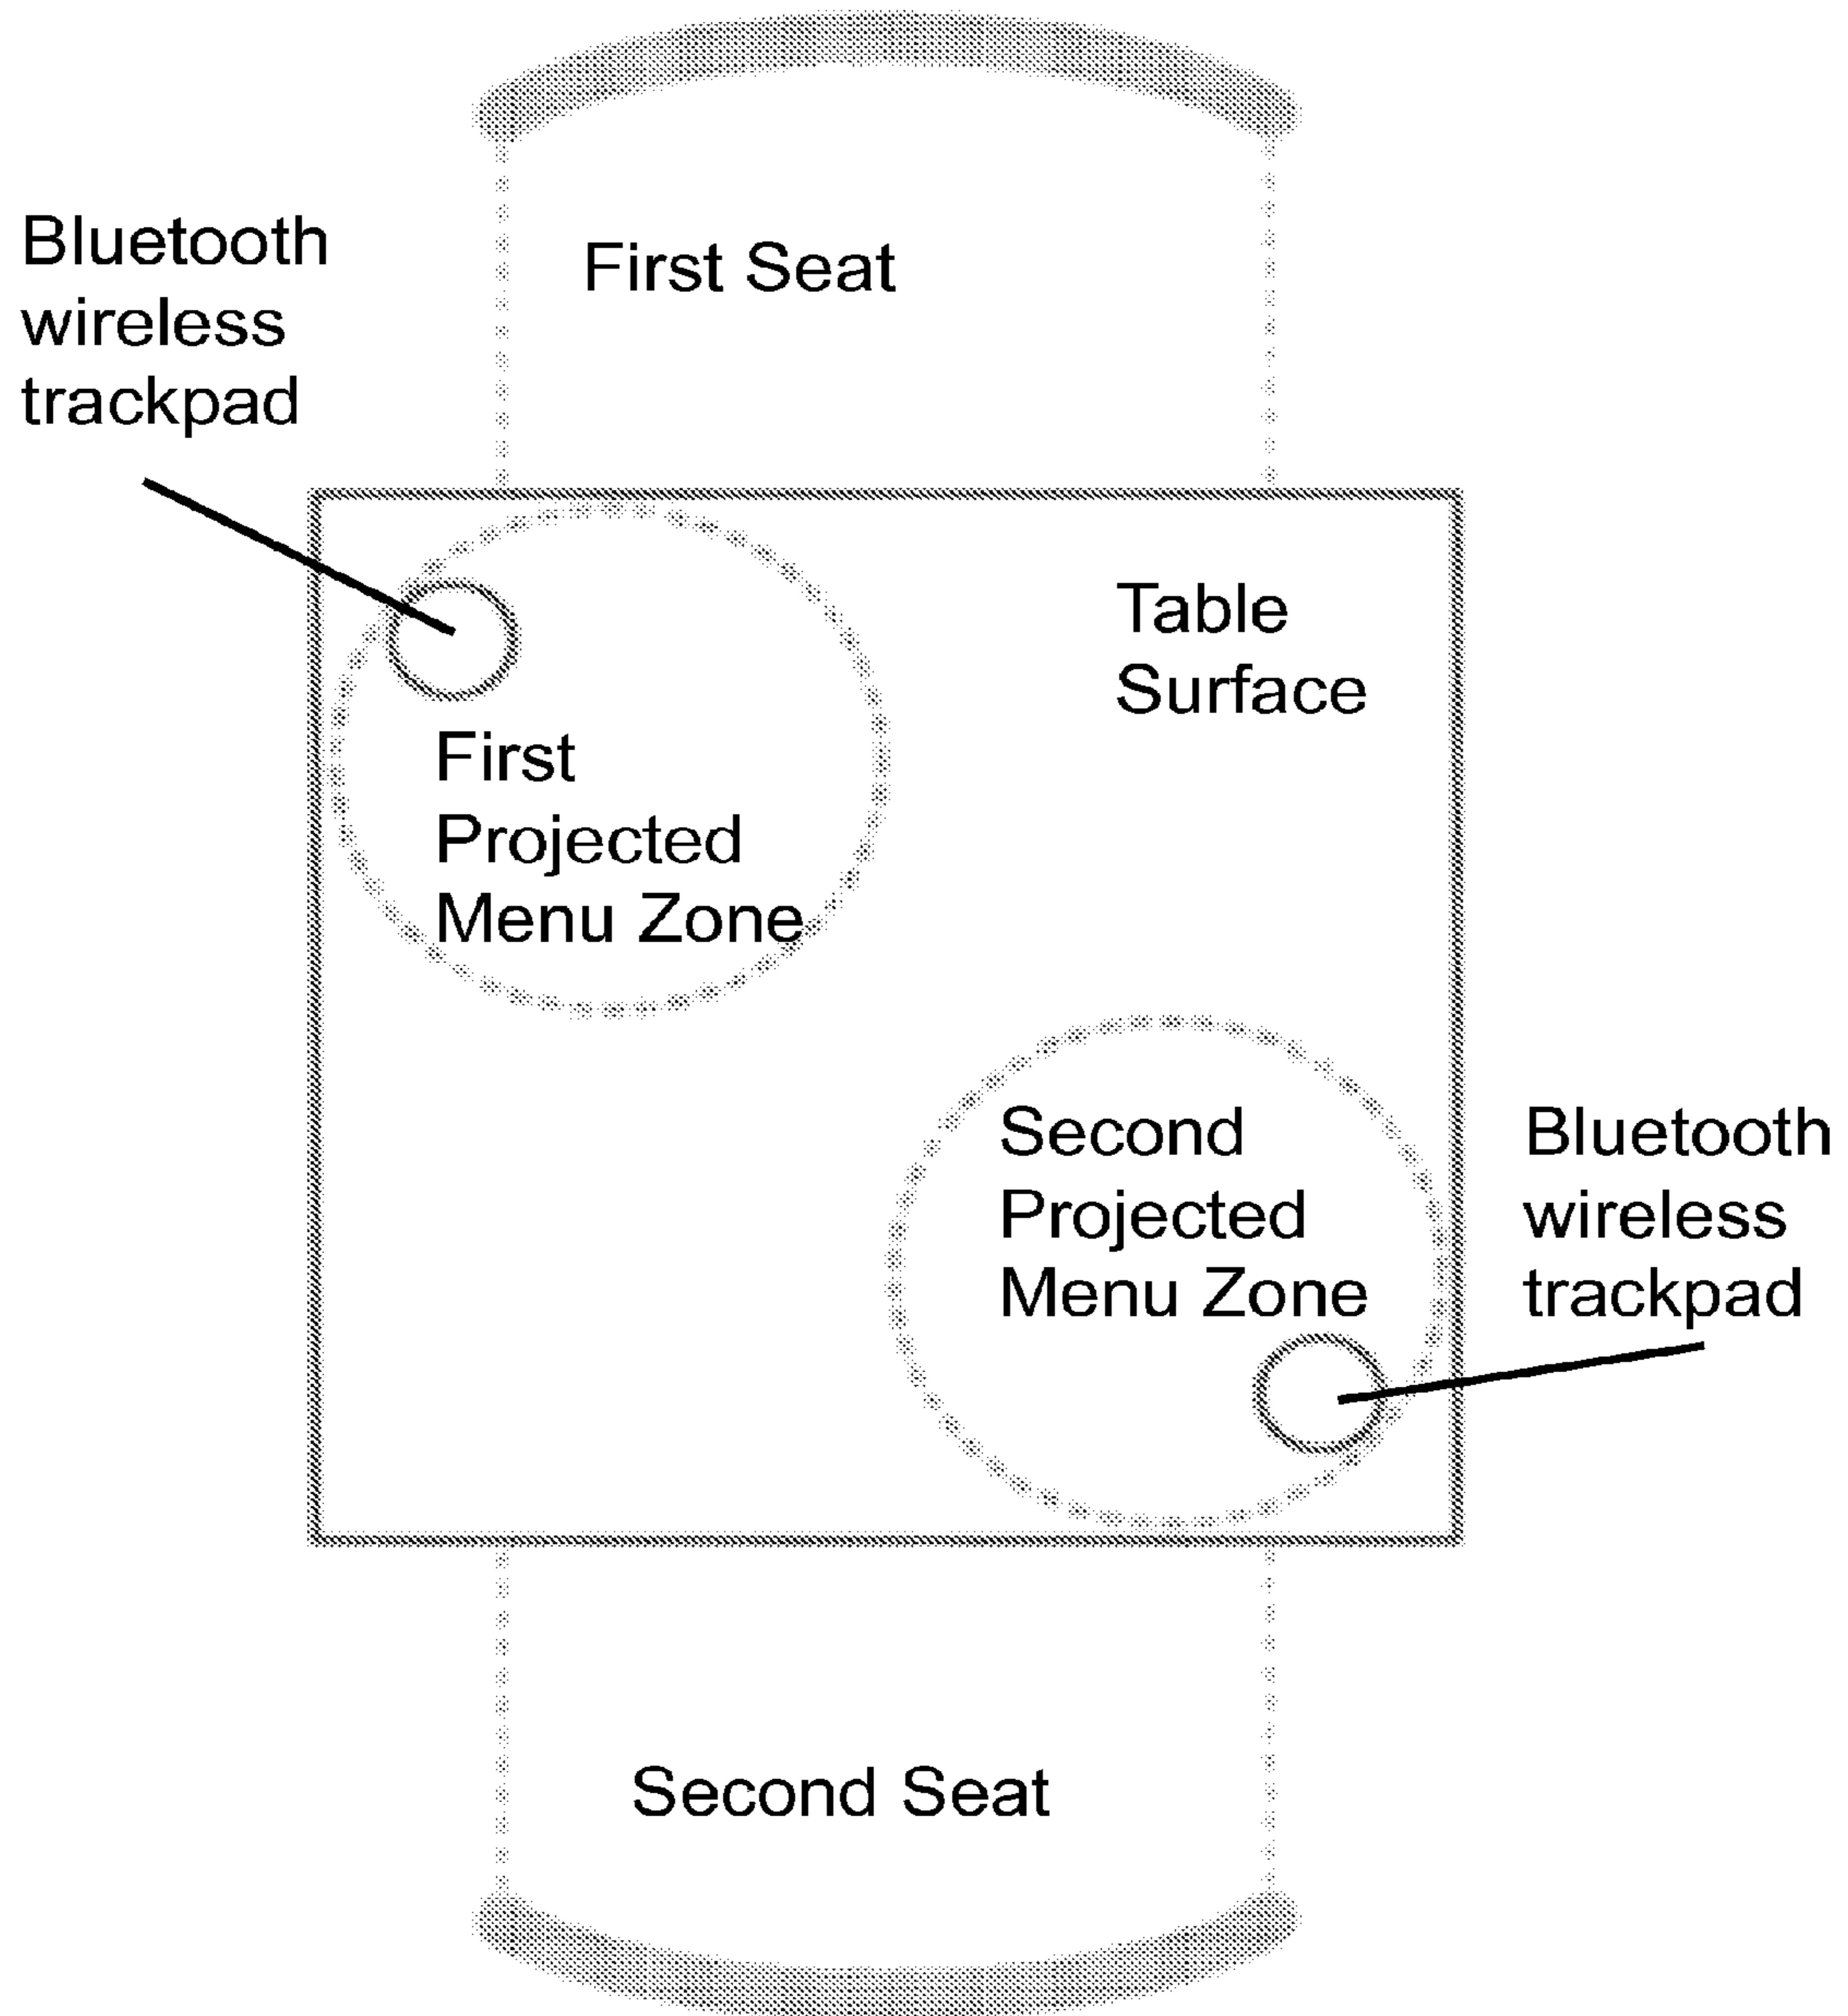 Bluetooth
wireless
trackpad
First Seat
Table
Surface
First
Projected
Menu Zone
Second
Projected
Menu Zone
Bluetooth
wireless
trackpad
Second Seat